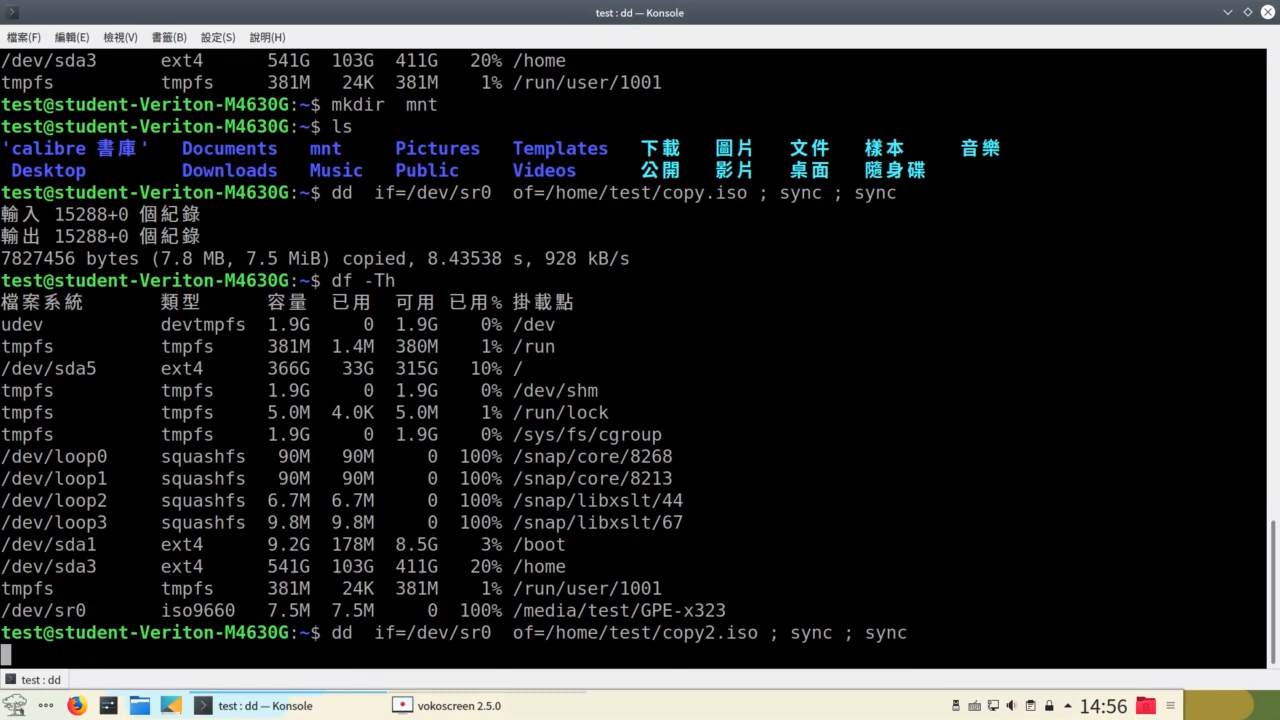 test : dd — Konsole
檔案(F) 編輯(E) 檢視(V) 書籤(B) 設定(S) 說明(H)
/dev/sda3 ext4 541G 103G 411G 20% /home
tmpfs tmpfs 381M 24K 381M 1% /run/user/1001
test@student-Veriton-M4630G:~$ mkdir mnt
test@student-Veriton-M4630G:~$ ls
'calibre 書庫' Documents mnt Pictures Templates 下載 圖片 文件 樣本 音樂
Desktop Downloads Music Public Videos 公開 影片 桌面 隨身碟
test@student-Veriton-M4630G:~$ dd if=/dev/sr0 of=/home/test/copy.iso ; sync ; sync
輸入 15288+0 個紀錄
輸出 15288+0 個紀錄
7827456 bytes (7.8 MB, 7.5 MiB) copied, 8.43538 s, 928 kB/s
test@student-Veriton-M4630G:~$ df -Th
檔案系統 類型 容量 已用 可用 已用% 掛載點
udev devtmpfs 1.9G 0 1.9G 0% /dev
tmpfs tmpfs 381M 1.4M 380M 1% /run
/dev/sda5 ext4 366G 33G 315G 10% /
tmpfs tmpfs 1.9G 0 1.9G 0% /dev/shm
tmpfs tmpfs 5.0M 4.0K 5.0M 1% /run/lock
tmpfs tmpfs 1.9G 0 1.9G 0% /sys/fs/cgroup
/dev/loop0 squashfs 90M 90M 0 100% /snap/core/8268
/dev/loop1 squashfs 90M 90M 0 100% /snap/core/8213
/dev/loop2 squashfs 6.7M 6.7M 0 100% /snap/libxslt/44
/dev/loop3 squashfs 9.8M 9.8M 0 100% /snap/libxslt/67
/dev/sda1 ext4 9.2G 178M 8.5G 3% /boot
/dev/sda3 ext4 541G 103G 411G 20% /home
tmpfs tmpfs 381M 24K 381M 1% /run/user/1001
/dev/sr0 iso9660 7.5M 7.5M 0 100% /media/test/GPE-x323
test@student-Veriton-M4630G:~$ dd if=/dev/sr0 of=/home/test/copy2.iso ; sync ; sync
test : dd
test : dd — Konsole vokoscreen 2.5.0 14:56